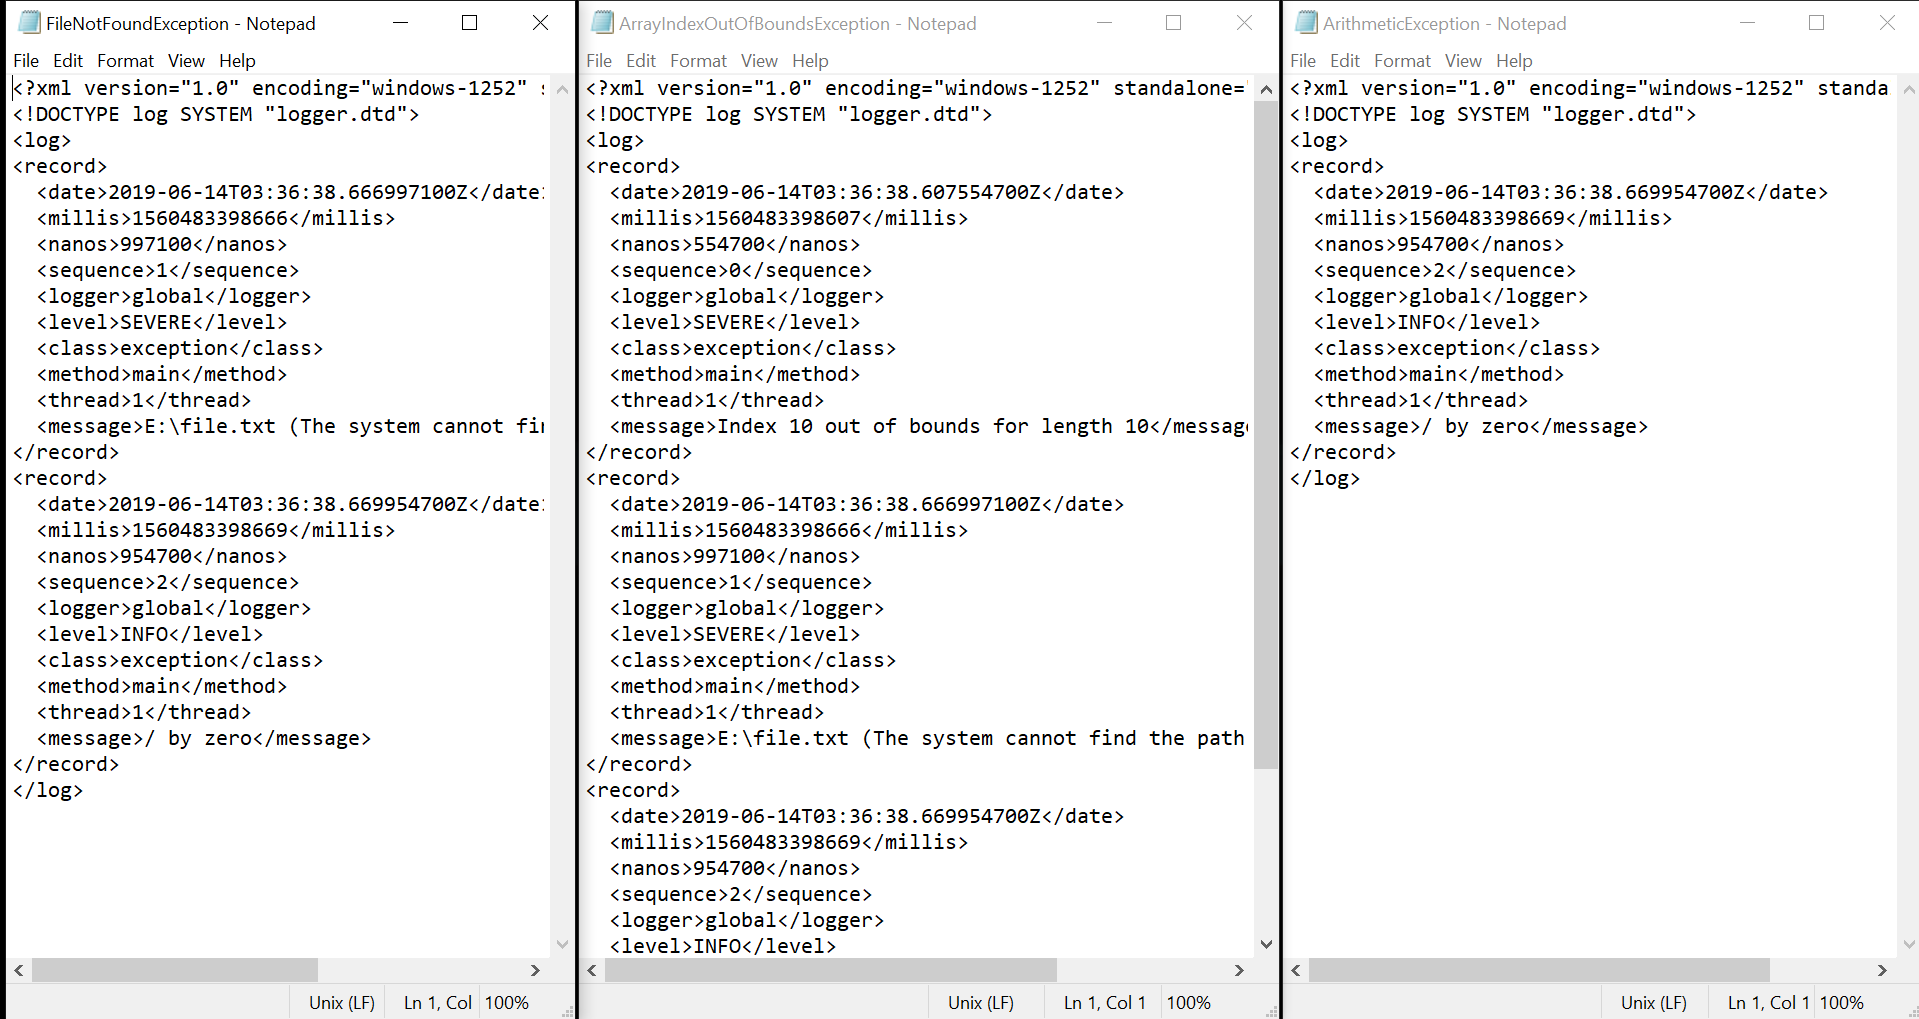 FileNotFoundException - Notepad
File Edit Format View Help
<?xml version="1.0" encoding="windows-1252"
<!DOCTYPE log SYSTEM "logger.dtd">
<log>
<record>
  <date>2019-06-14T03:36:38.666997100Z</date>
  <millis>1560483398666</millis>
  <nanos>997100</nanos>
  <sequence>1</sequence>
  <logger>global</logger>
  <level>SEVERE</level>
  <class>exception</class>
  <method>main</method>
  <thread>1</thread>
  <message>E:\file.txt (The system cannot
</record>
<record>
  <date>2019-06-14T03:36:38.669954700Z</date>
  <millis>1560483398669</millis>
  <nanos>954700</nanos>
  <sequence>2</sequence>
  <logger>global</logger>
  <level>INFO</level>
  <class>exception</class>
  <method>main</method>
  <thread>1</thread>
  <message>/ by zero</message>
</record>
</log>
Unix (LF) Ln 1, Col 100%
ArrayIndexOutOfBoundsException - Notepad
File Edit Format View Help
<?xml version="1.0" encoding="windows-1252" standalone=
<!DOCTYPE log SYSTEM "logger.dtd">
<log>
<record>
  <date>2019-06-14T03:36:38.607554700Z</date>
  <millis>1560483398607</millis>
  <nanos>554700</nanos>
  <sequence>0</sequence>
  <logger>global</logger>
  <level>SEVERE</level>
  <class>exception</class>
  <method>main</method>
  <thread>1</thread>
  <message>Index 10 out of bounds for length 10</message
</record>
<record>
  <date>2019-06-14T03:36:38.666997100Z</date>
  <millis>1560483398666</millis>
  <nanos>997100</nanos>
  <sequence>1</sequence>
  <logger>global</logger>
  <level>SEVERE</level>
  <class>exception</class>
  <method>main</method>
  <thread>1</thread>
  <message>E:\file.txt (The system cannot find the path
</record>
<record>
  <date>2019-06-14T03:36:38.669954700Z</date>
  <millis>1560483398669</millis>
  <nanos>954700</nanos>
  <sequence>2</sequence>
  <logger>global</logger>
  <level>INFO</level>
Unix (LF) Ln 1, Col 1 100%
ArithmeticException - Notepad
File Edit Format View Help
<?xml version="1.0" encoding="windows-1252" standa
<!DOCTYPE log SYSTEM "logger.dtd">
<log>
<record>
  <date>2019-06-14T03:36:38.669954700Z</date>
  <millis>1560483398669</millis>
  <nanos>954700</nanos>
  <sequence>2</sequence>
  <logger>global</logger>
  <level>INFO</level>
  <class>exception</class>
  <method>main</method>
  <thread>1</thread>
  <message>/ by zero</message>
</record>
</log>
Unix (LF) Ln 1, Col 1 100%